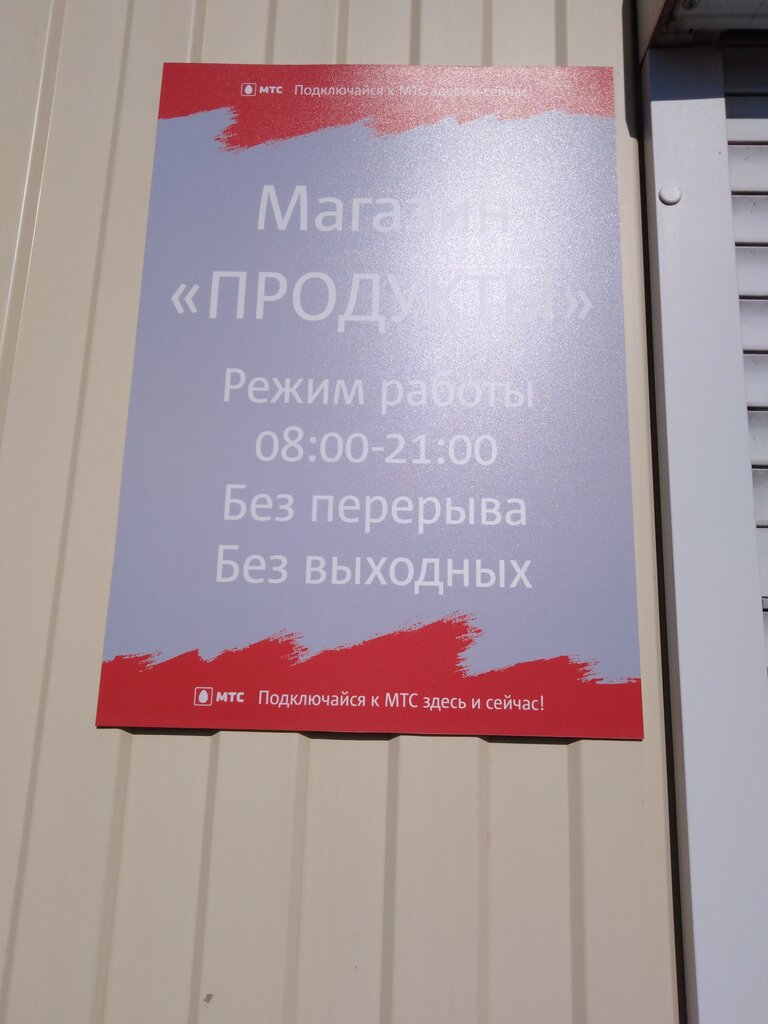 мтс Подключайся к МТС здесь и сейчас!
Магазин
«ПРОДУКТЫ»
Режим работы
08:00-21:00
Без перерыва
Без выходных
мтс Подключайся к МТС здесь и сейчас!